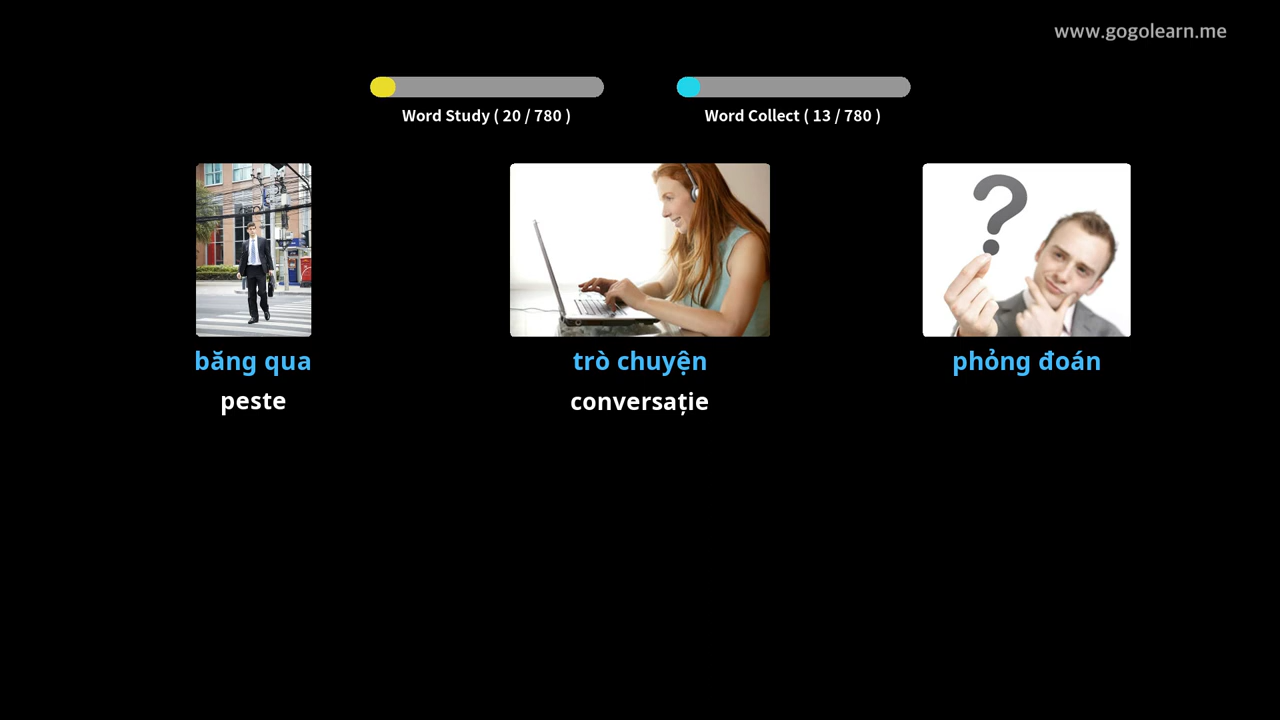 www.gogolearn.me
Word Study ( 20 / 780 )
Word Collect ( 13 / 780 )
băng qua
trò chuyện
phỏng đoán
peste
conversație